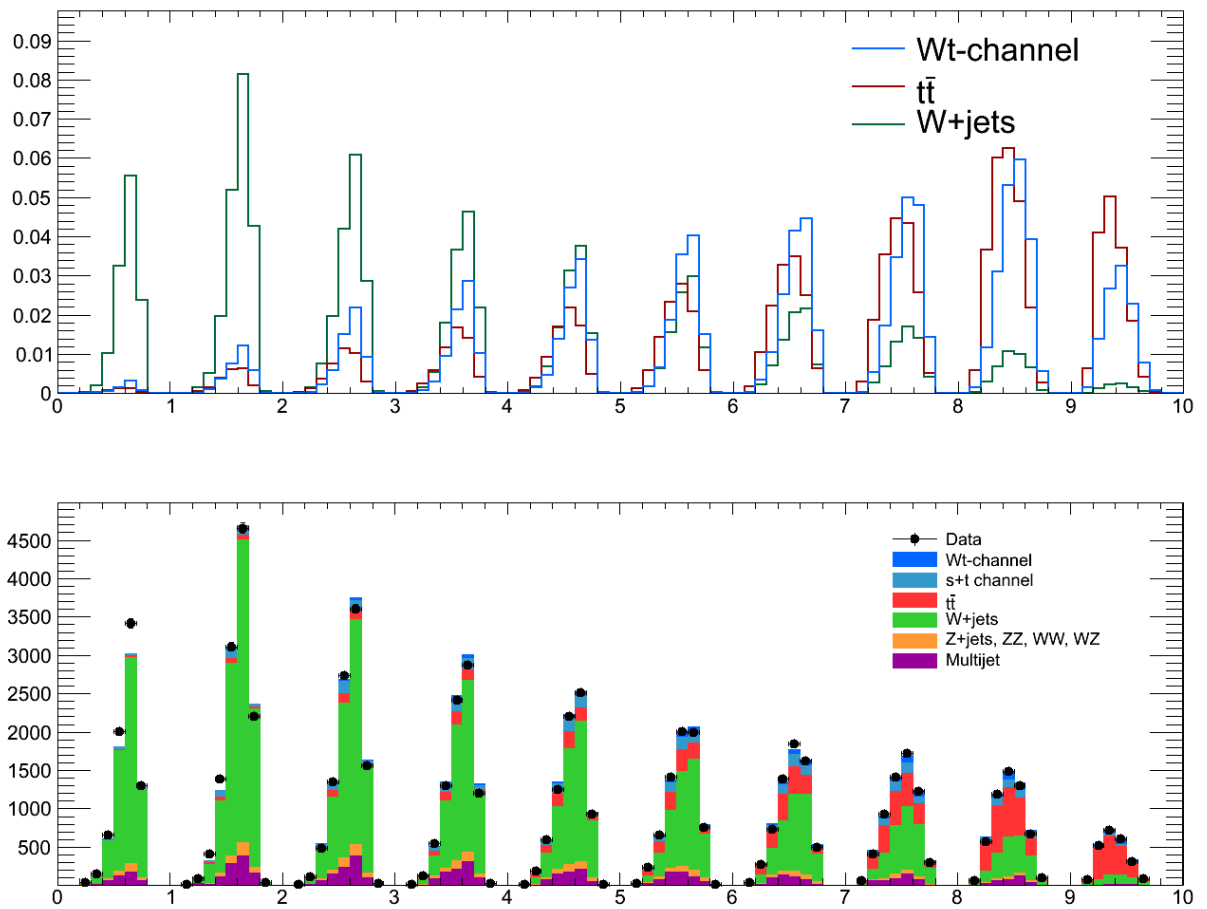 0.09
0.08
0.07
0.06
0.05
0.04
0.03
0.02
0.01
0
Wt-channel
tt̄
W+jets
0 1 2 3 4 5 6 7 8 9 10
4500
4000
3500
3000
2500
2000
1500
1000
500
Data
Wt-channel
s+t channel
tt̄
W+jets
Z+jets, ZZ, WW, WZ
Multijet
0 1 2 3 4 5 6 7 8 9 10